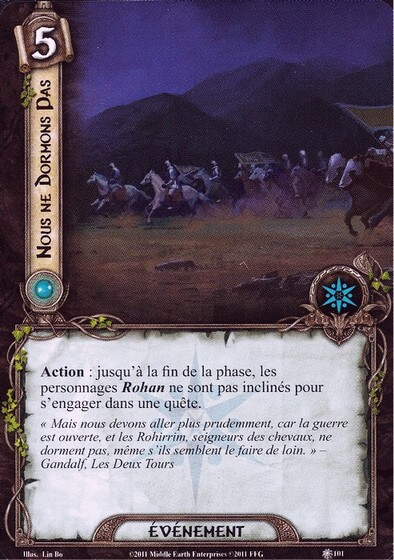 5
Nous ne Dormons Pas
Action : jusqu'à la fin de la phase, les
personnages Rohan ne sont pas inclinés pour
s'engager dans une quête.
« Mais nous devons aller plus prudemment, car la guerre
est ouverte, et les Rohirrim, seigneurs des chevaux, ne
dorment pas, même s'ils semblent le faire de loin. » –
Gandalf, Les Deux Tours
ÉVÉNEMENT
Illus. Lin Bo ©2011 Middle Earth Enterprises ©2011 FFG 101